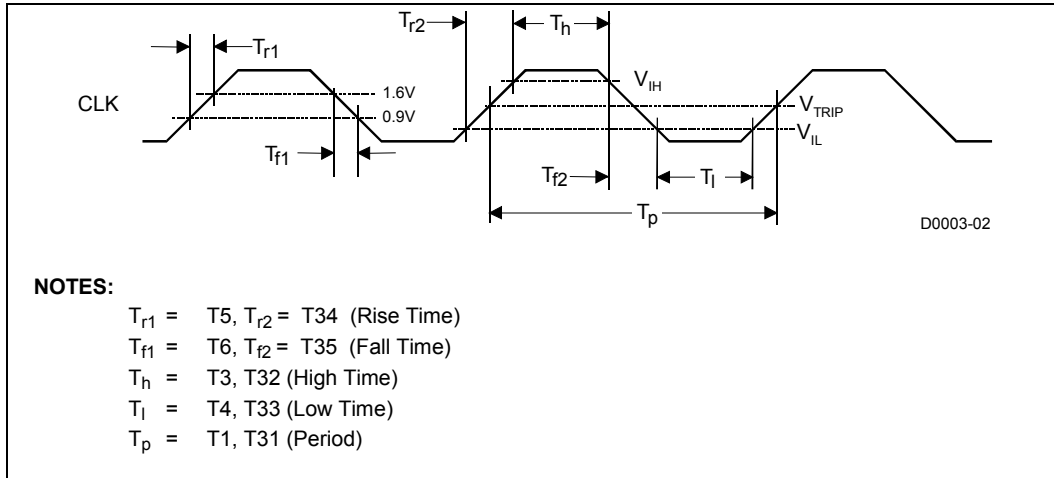 Tr2
Th
Tr1
VIH
CLK
1.6V
VTRIP
0.9V
VIL
Tf1
Tf2
Tl
Tp
D0003-02
NOTES:
Tr1 = T5, Tr2 = T34 (Rise Time)
Tf1 = T6, Tf2 = T35 (Fall Time)
Th = T3, T32 (High Time)
Tl = T4, T33 (Low Time)
Tp = T1, T31 (Period)